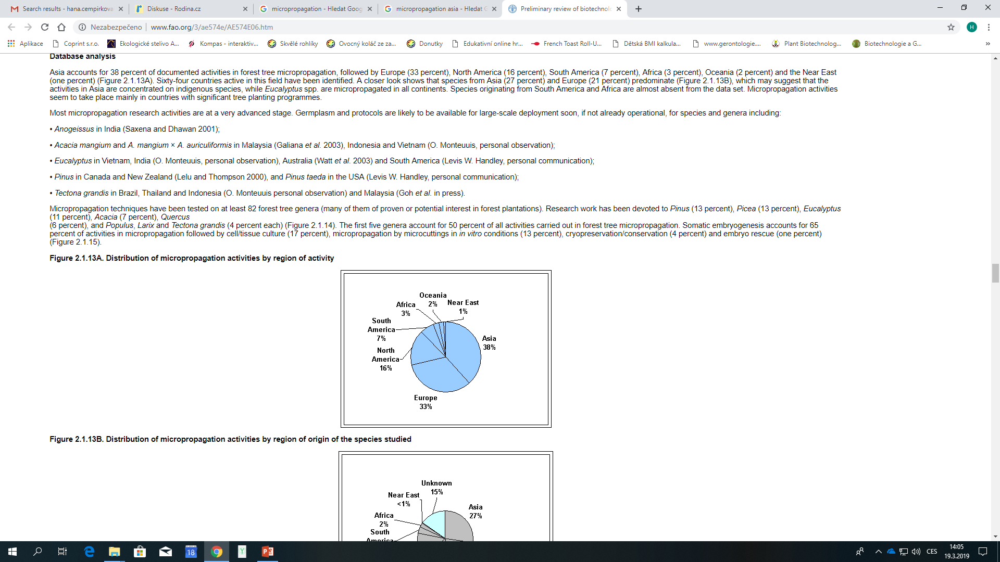 Search results - hana.cempirkova
Diskuse - Rodina.cz
micropropagation - Hledat Goog
micropropagation asia - Hledat G
Preliminary review of biotechnol
Nezabezpečeno | www.fao.org/3/ae574e/AE574E06.htm
H
Aplikace
Coprint s.r.o.
Ekologické stelivo A...
Kompas - interaktiv...
Skvělé rohlíky
Ovocný koláč ze za...
Donutky
Edukativní online hr...
French Toast Roll-U...
Dětská BMI kalkula...
www.gerontologie....
Plant Biotechnolog...
Biotechnologie a G...
»
Database analysis
Asia accounts for 38 percent of documented activities in forest tree micropropagation, followed by Europe (33 percent), North America (16 percent), South America (7 percent), Africa (3 percent), Oceania (2 percent) and the Near East
(one percent) (Figure 2.1.13A). Sixty-four countries active in this field have been identified. A closer look shows that species from Asia (27 percent) and Europe (21 percent) predominate (Figure 2.1.13B), which may suggest that the
activities in Asia are concentrated on indigenous species, while Eucalyptus spp. are micropropagated in all continents. Species originating from South America and Africa are almost absent from the data set. Micropropagation activities
seem to take place mainly in countries with significant tree planting programmes.
Most micropropagation research activities are at a very advanced stage. Germplasm and protocols are likely to be available for large-scale deployment soon, if not already operational, for species and genera including:
• Anogeissus in India (Saxena and Dhawan 2001);
• Acacia mangium and A. mangium × A. auriculiformis in Malaysia (Galiana et al. 2003), Indonesia and Vietnam (O. Monteuuis, personal observation);
• Eucalyptus in Vietnam, India (O. Monteuuis, personal observation), Australia (Watt et al. 2003) and South America (Levis W. Handley, personal communication);
• Pinus in Canada and New Zealand (Lelu and Thompson 2000), and Pinus taeda in the USA (Levis W. Handley, personal communication);
• Tectona grandis in Brazil, Thailand and Indonesia (O. Monteuuis personal observation) and Malaysia (Goh et al. in press).
Micropropagation techniques have been tested on at least 82 forest tree genera (many of them of proven or potential interest in forest plantations). Research work has been devoted to Pinus (13 percent), Picea (13 percent), Eucalyptus
(11 percent), Acacia (7 percent), Quercus
(6 percent), and Populus, Larix and Tectona grandis (4 percent each) (Figure 2.1.14). The first five genera account for 50 percent of all activities carried out in forest tree micropropagation. Somatic embryogenesis accounts for 65
percent of activities in micropropagation followed by cell/tissue culture (17 percent), micropropagation by microcuttings in in vitro conditions (13 percent), cryopreservation/conservation (4 percent) and embryo rescue (one percent)
(Figure 2.1.15).
Figure 2.1.13A. Distribution of micropropagation activities by region of activity
Oceania
2%
Near East
1%
Africa
3%
South
America
7%
North
America
16%
Asia
38%
Europe
33%
Figure 2.1.13B. Distribution of micropropagation activities by region of origin of the species studied
Unknown
15%
Near East
<1%
Asia
27%
Africa
2%
South
America
18
CES
14:05
19.3.2019